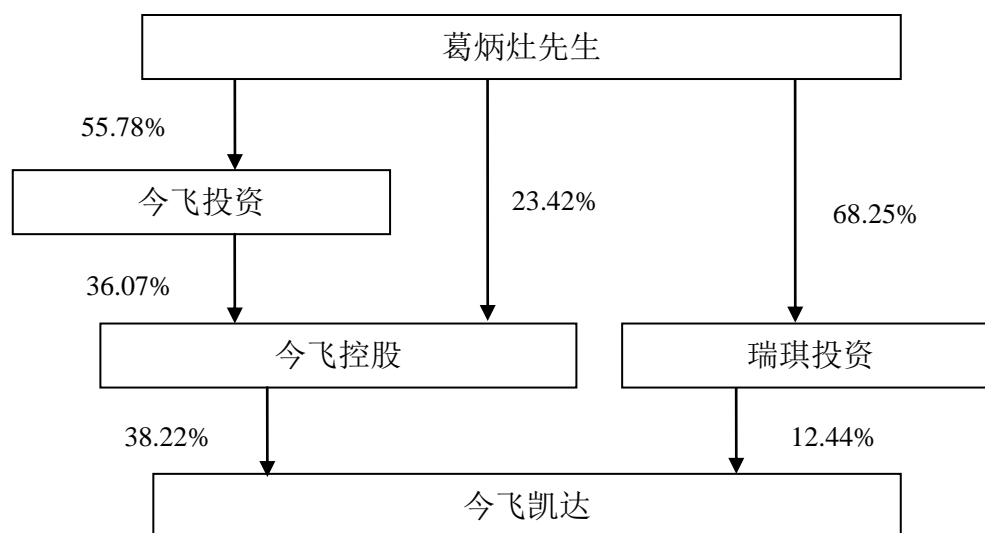 葛炳灶先生
55.78%
今飞投资
23.42%
68.25%
36.07%
今飞控股
瑞琪投资
38.22%
12.44%
今飞凯达